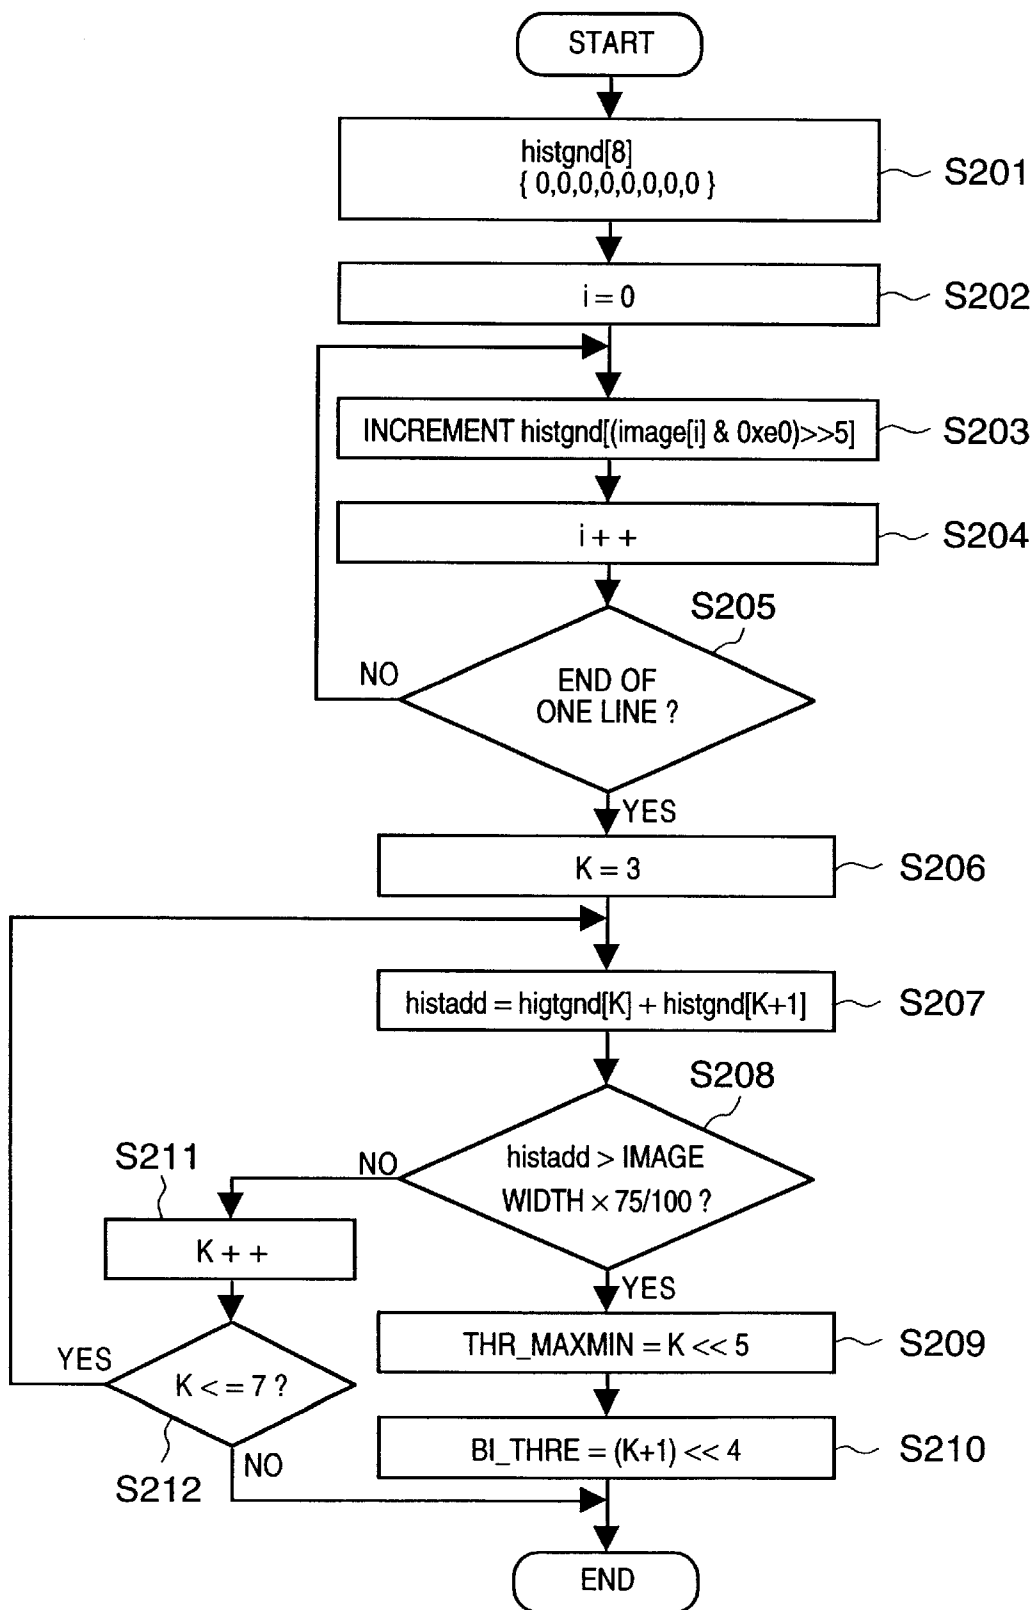 START
histgnd[8]
{ 0,0,0,0,0,0,0,0 }
S201
i = 0
S202
INCREMENT histgnd[(image[i] & 0xe0)>>5]
S203
i + +
S204
S205
NO
END OF
ONE LINE ?
YES
K = 3
S206
histadd = higtgnd[K] + histgnd[K+1]
S207
S208
S211
NO
histadd > IMAGE
WIDTH × 75/100 ?
K + +
YES
THR_MAXMIN = K << 5
S209
YES
K < = 7 ?
BI_THRE = (K+1) << 4
S210
NO
S212
END